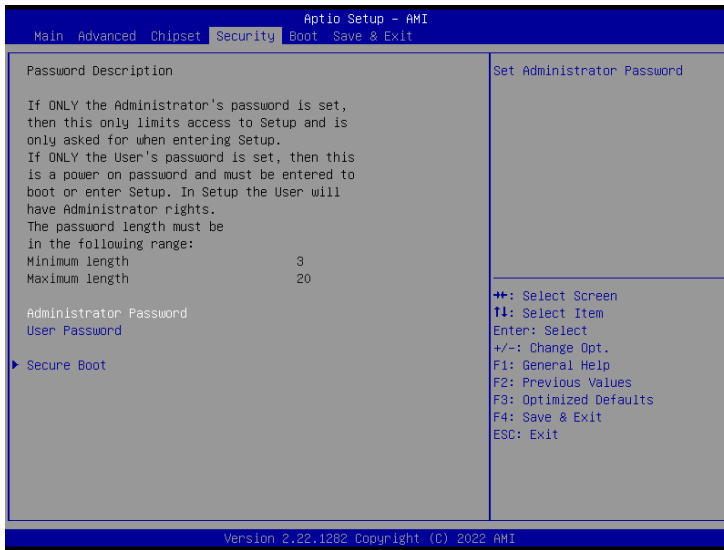 Aptio Setup – AMI
Main Advanced Chipset Security Boot Save & Exit
Password Description
If ONLY the Administrator's password is set,
then this only limits access to Setup and is
only asked for when entering Setup.
If ONLY the User's password is set, then this
is a power on password and must be entered to
boot or enter Setup. In Setup the User will
have Administrator rights.
The password length must be
in the following range:
Minimum length 3
Maximum length 20
Administrator Password
User Password
Secure Boot
Set Administrator Password
→←: Select Screen
↑↓: Select Item
Enter: Select
+/-: Change Opt.
F1: General Help
F2: Previous Values
F3: Optimized Defaults
F4: Save & Exit
ESC: Exit
Version 2.22.1282 Copyright (C) 2022 AMI